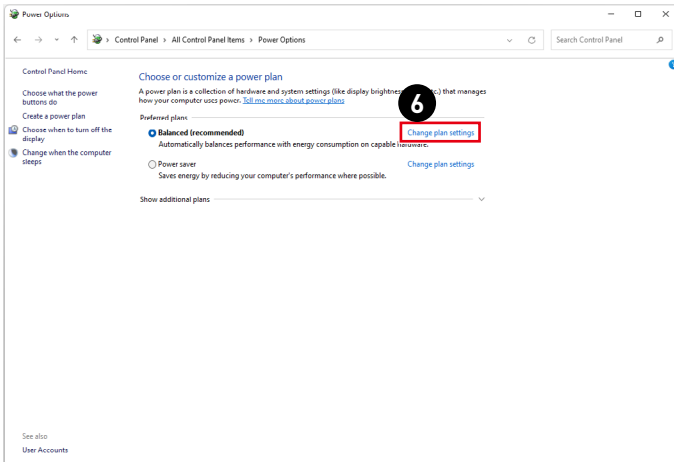 Power Options
Control Panel > All Control Panel Items > Power Options
Search Control Panel
Control Panel Home
Choose what the power
buttons do
Create a power plan
Choose when to turn off the
display
Change when the computer
sleeps
See also
User Accounts
Choose or customize a power plan
A power plan is a collection of hardware and system settings (like display brightness etc.) that manages
how your computer uses power. Tell me more about power plans
Preferred plans
6
Balanced (recommended)
Change plan settings
Automatically balances performance with energy consumption on capable hardware.
Power saver
Change plan settings
Saves energy by reducing your computer's performance where possible.
Show additional plans